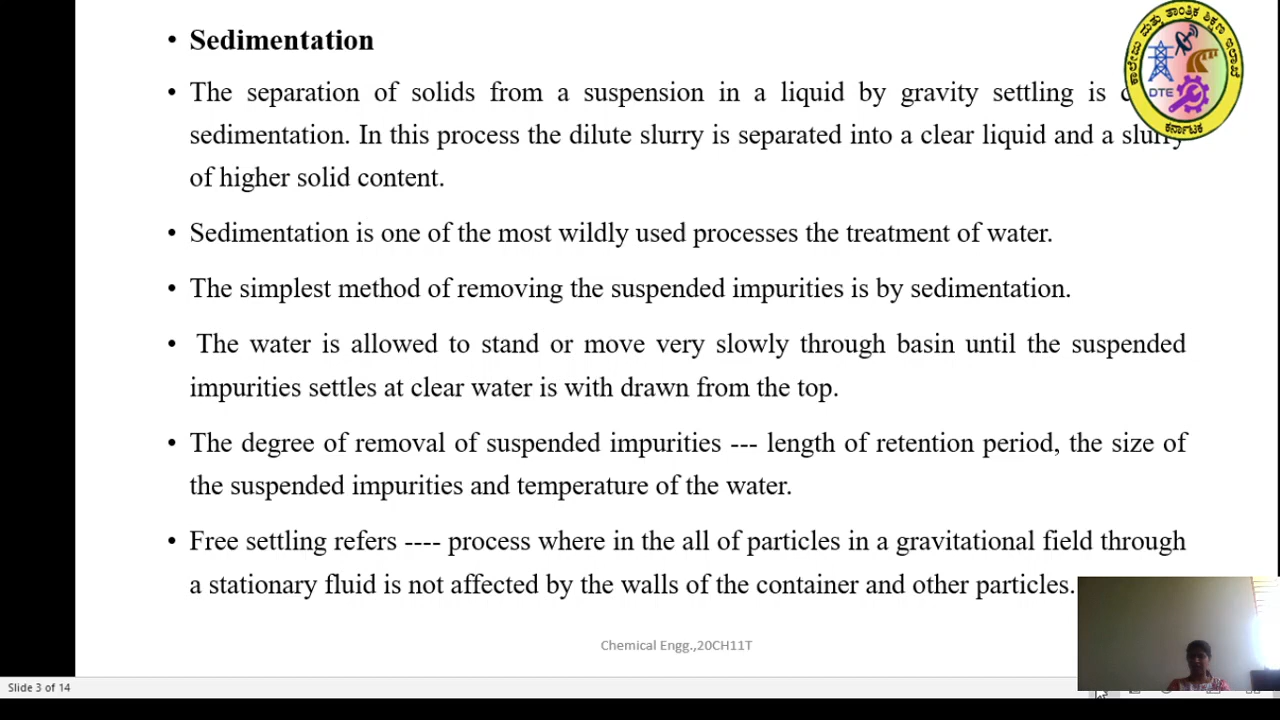 • Sedimentation
• The separation of solids from a suspension in a liquid by gravity settling is
sedimentation. In this process the dilute slurry is separated into a clear liquid and a slurry
of higher solid content.
• Sedimentation is one of the most wildly used processes the treatment of water.
• The simplest method of removing the suspended impurities is by sedimentation.
• The water is allowed to stand or move very slowly through basin until the suspended
impurities settles at clear water is with drawn from the top.
• The degree of removal of suspended impurities --- length of retention period, the size of
the suspended impurities and temperature of the water.
• Free settling refers ---- process where in the all of particles in a gravitational field through
a stationary fluid is not affected by the walls of the container and other particles.
ಕಾಲೇಜು ಮತ್ತು ತಾಂತ್ರಿಕ ಶಿಕ್ಷಣ ಇಲಾಖೆ
DTE
ಕರ್ನಾಟಕ
Chemical Engg.,20CH11T
Slide 3 of 14